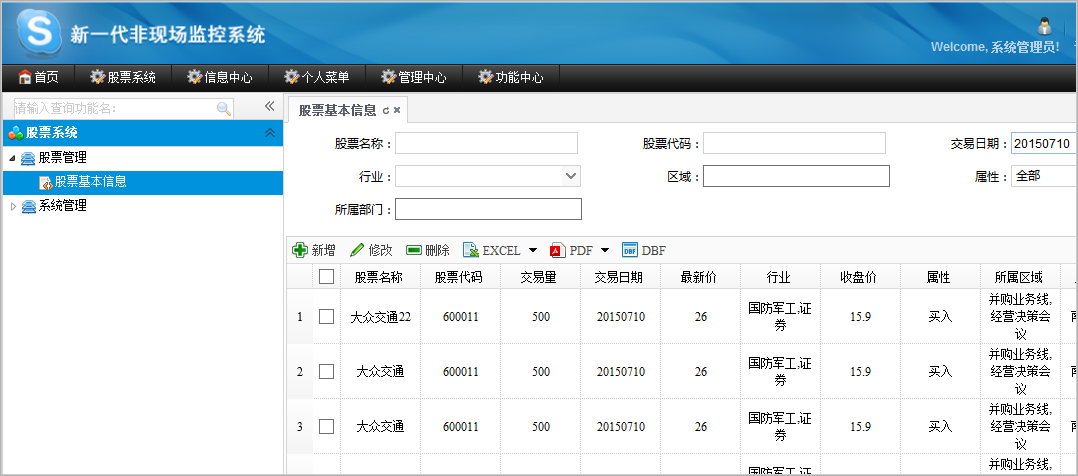 新一代非现场监控系统
Welcome, 系统管理员!
首页 股票系统 信息中心 个人菜单 管理中心 功能中心
请输入查询功能名:
股票系统
股票管理
股票基本信息
系统管理
股票基本信息
股票名称: 股票代码: 交易日期: 20150710
行业: 区域: 属性: 全部
所属部门:
新增 修改 删除 EXCEL PDF DBF
股票名称 股票代码 交易量 交易日期 最新价 行业 收盘价 属性 所属区域
1 大众交通22 600011 500 20150710 26 国防军工,证券 15.9 买入 并购业务线,经营决策会议
2 大众交通 600011 500 20150710 26 国防军工,证券 15.9 买入 并购业务线,经营决策会议
3 大众交通 600011 500 20150710 26 国防军工,证券 15.9 买入 并购业务线,经营决策会议
国防军工,证 并购业务线,